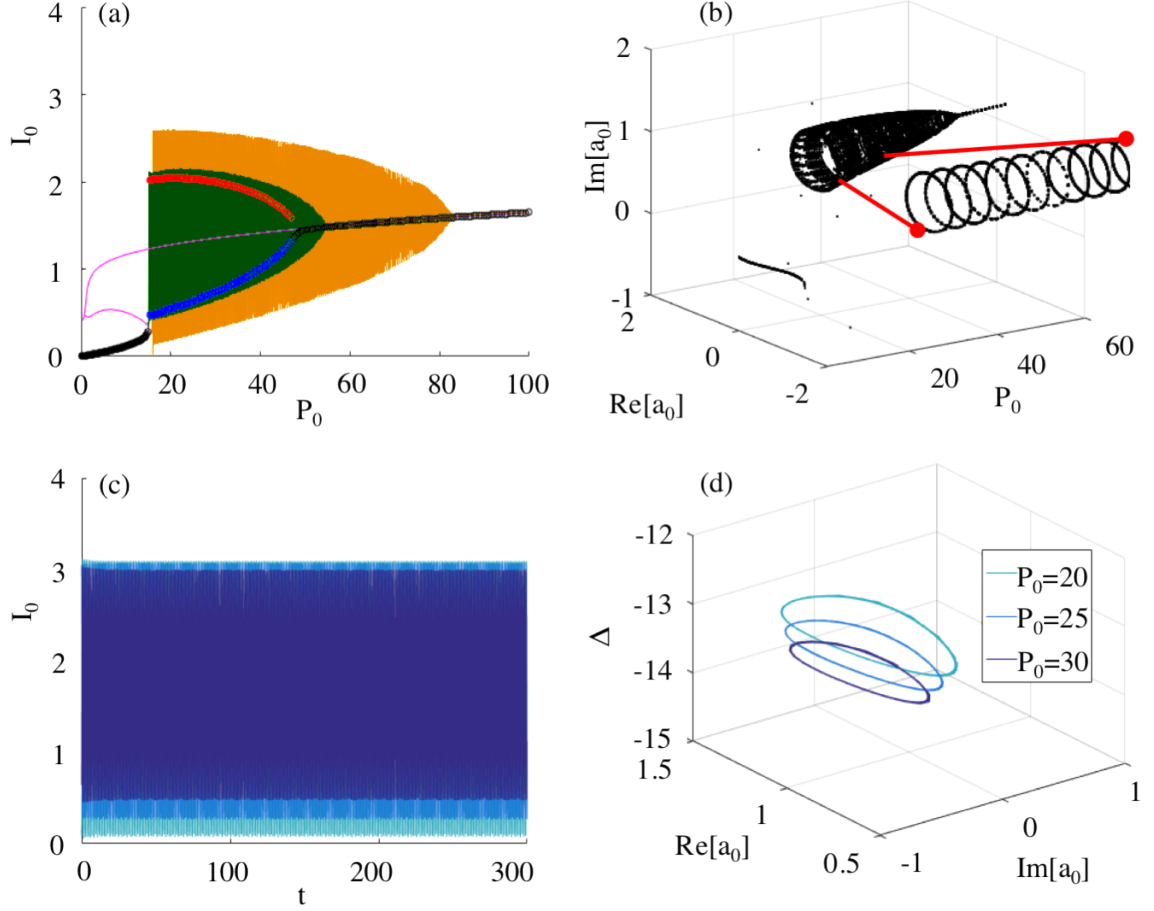 (a)
I₀
4
3
2
1
0
0 20 40 60 80 100
P₀
(b)
Im[a₀]
2
1
0
-1
2
0
-2
Re[a₀]
20
40
60
P₀
(c)
I₀
4
3
2
1
0
0 100 200 300
t
(d)
Δ
-12
-13
-14
-15
P₀=20
P₀=25
P₀=30
1.5
1
0.5
Re[a₀]
-1
0
1
Im[a₀]